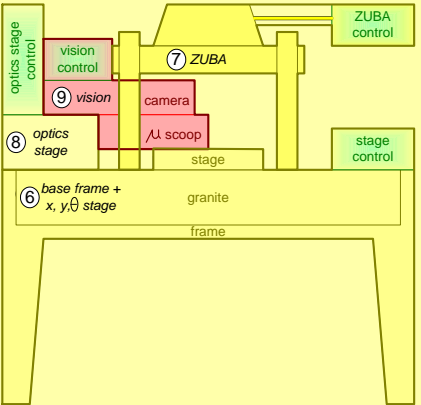 optics stage
control
ZUBA
control
vision
control
7 ZUBA
9 vision
camera
μ scoop
8 optics
stage
stage
stage
control
6 base frame +
x, y,θ stage
granite
frame